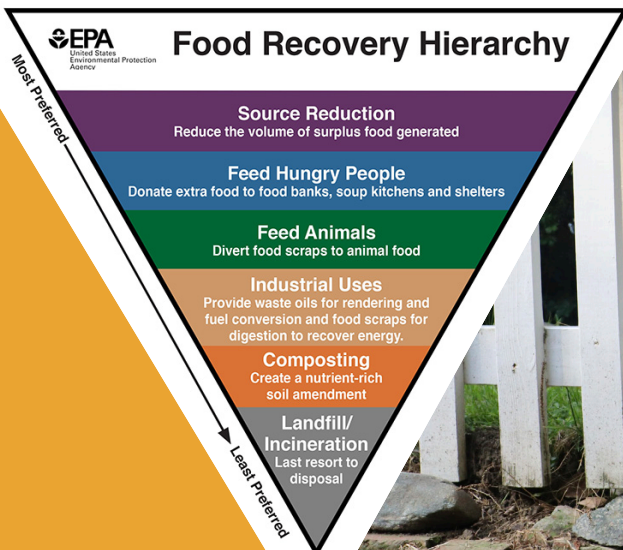 EPA
United States
Environmental Protection
Agency
Food Recovery Hierarchy
Most Preferred
Source Reduction
Reduce the volume of surplus food generated
Feed Hungry People
Donate extra food to food banks, soup kitchens and shelters
Feed Animals
Divert food scraps to animal food
Industrial Uses
Provide waste oils for rendering and
fuel conversion and food scraps for
digestion to recover energy.
Composting
Create a nutrient-rich
soil amendment
Landfill/
Incineration
Last resort to
disposal
Least Preferred